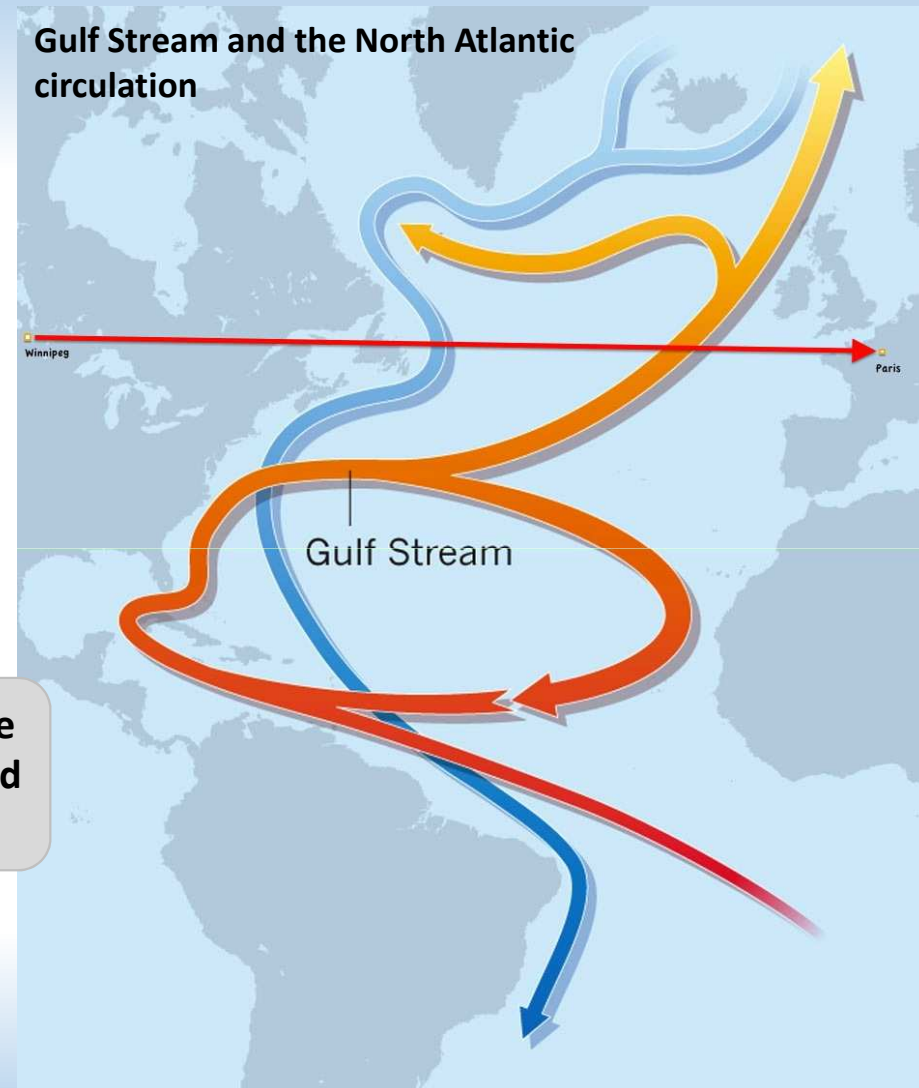 Gulf Stream and the North Atlantic
circulation
Winnipeg
Paris
Gulf Stream